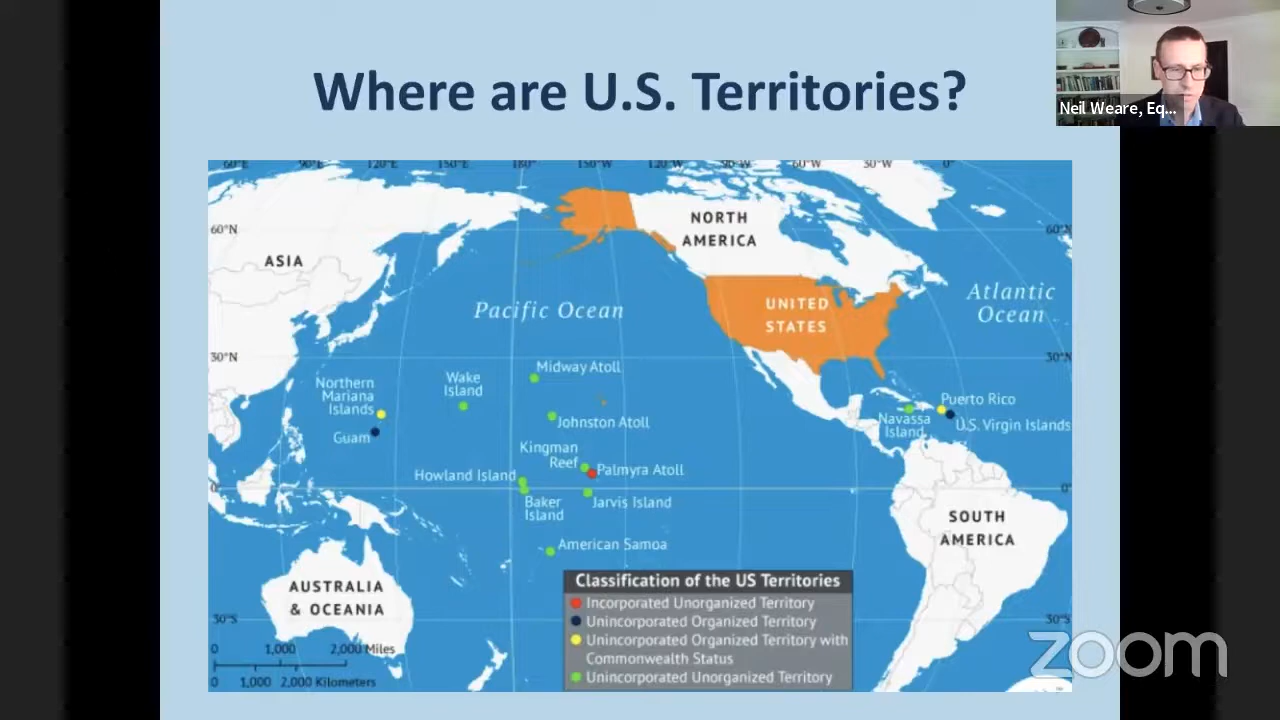 Where are U.S. Territories?
Neil Weare, Eq...
60°E 90°E 120°E 150°E 180° 150°W 120°W 90°W 60°W 30°W 0°
60°N
60°N
NORTH
AMERICA
ASIA
UNITED
STATES
Pacific Ocean
Atlantic
Ocean
30°N
30°N
Midway Atoll
Wake
Island
Northern
Mariana
Islands
Guam
Johnston Atoll
Puerto Rico
Navassa
Island
U.S. Virgin Islands
Kingman
Reef
Palmyra Atoll
Howland Island
Baker
Island
Jarvis Island
0°
0°
American Samoa
SOUTH
AMERICA
AUSTRALIA
& OCEANIA
30°S
30°S
Classification of the US Territories
Incorporated Unorganized Territory
Unincorporated Organized Territory
Unincorporated Organized Territory with
Commonwealth Status
Unincorporated Unorganized Territory
0 1,000 2,000 Miles
0 1,000 2,000 Kilometers
zoom